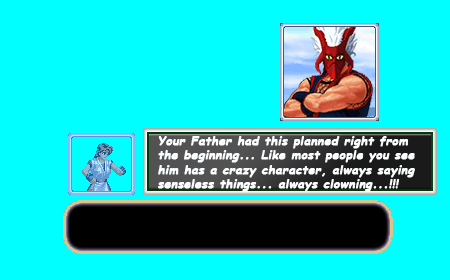 Your Father had this planned right from
the beginning... Like most people you see
him has a crazy character, always saying
senseless things... always clowning...!!!